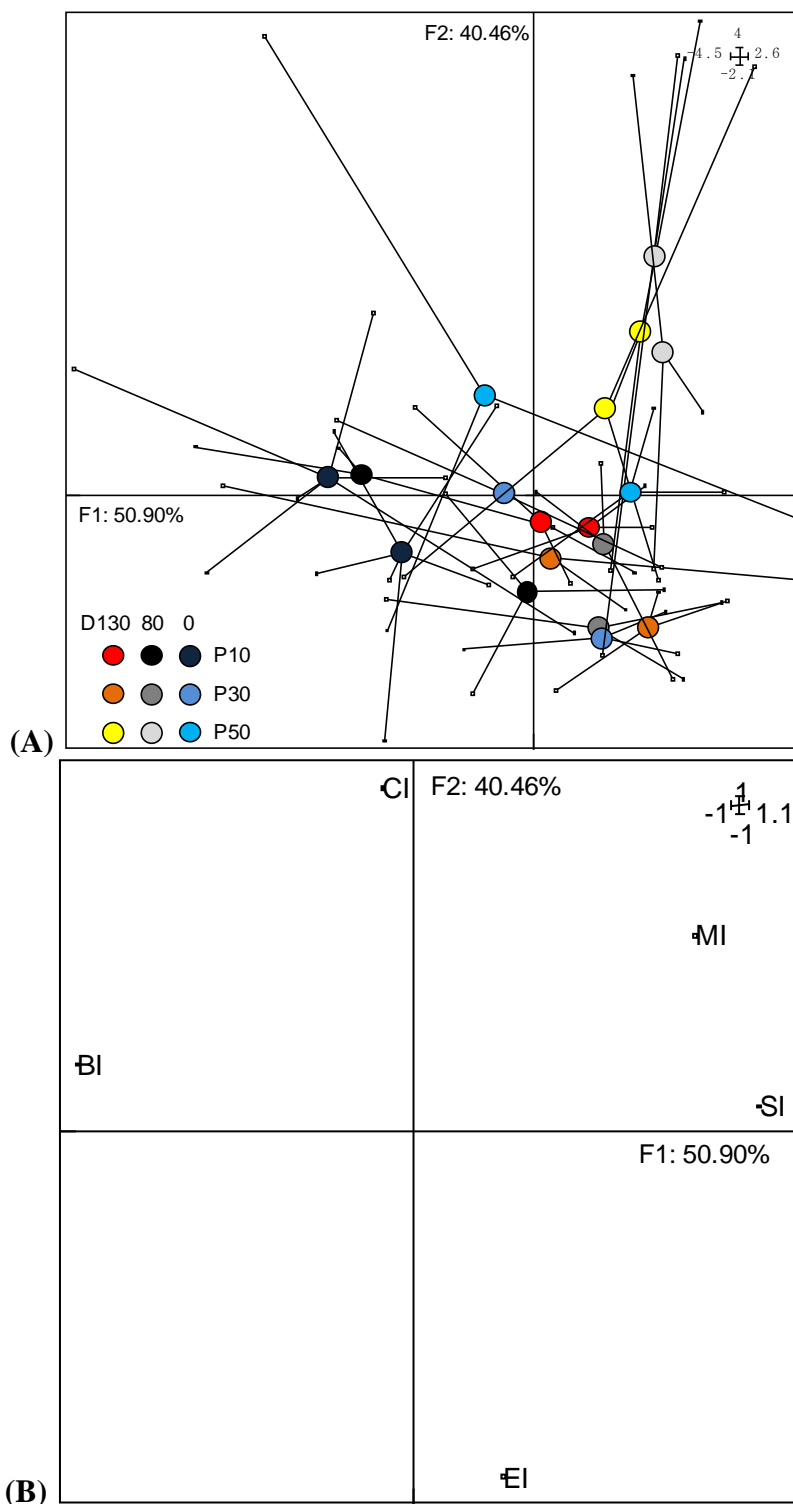 F2: 40.46%
4
-4.5 2.6
-2.1
F1: 50.90%
D130 80 0
P10
P30
P50
(A)
CI
F2: 40.46%
1
-1 1.1
-1
MI
BI
SI
F1: 50.90%
EI
(B)